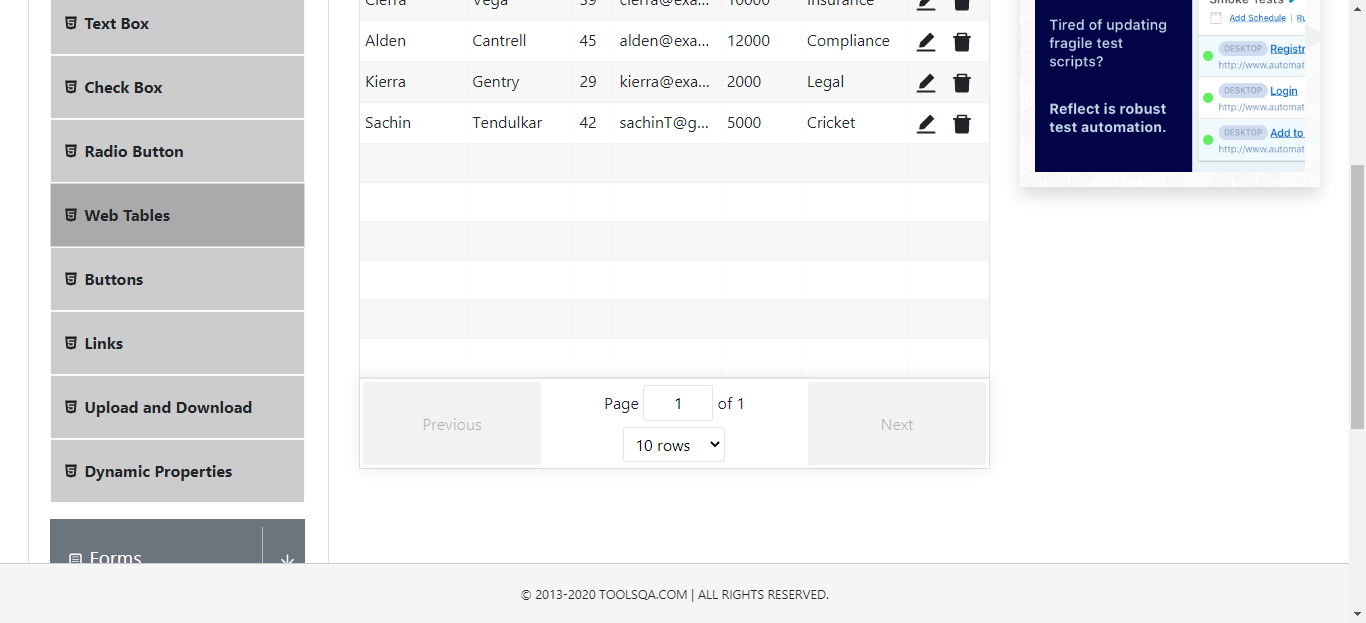 Text Box
Check Box
Radio Button
Web Tables
Buttons
Links
Upload and Download
Dynamic Properties
Forms
Cierra Vega 39 cierra@exa... 10000 Insurance
Alden Cantrell 45 alden@exa... 12000 Compliance
Kierra Gentry 29 kierra@exa... 2000 Legal
Sachin Tendulkar 42 sachinT@g... 5000 Cricket
Previous
Page 1 of 1
10 rows
Next
Tired of updating
fragile test
scripts?
Reflect is robust
test automation.
Smoke Tests
Add Schedule | Ru
DESKTOP Registr
http://www.automat
DESKTOP Login
http://www.automat
DESKTOP Add to
http://www.automat
© 2013-2020 TOOLSQA.COM | ALL RIGHTS RESERVED.